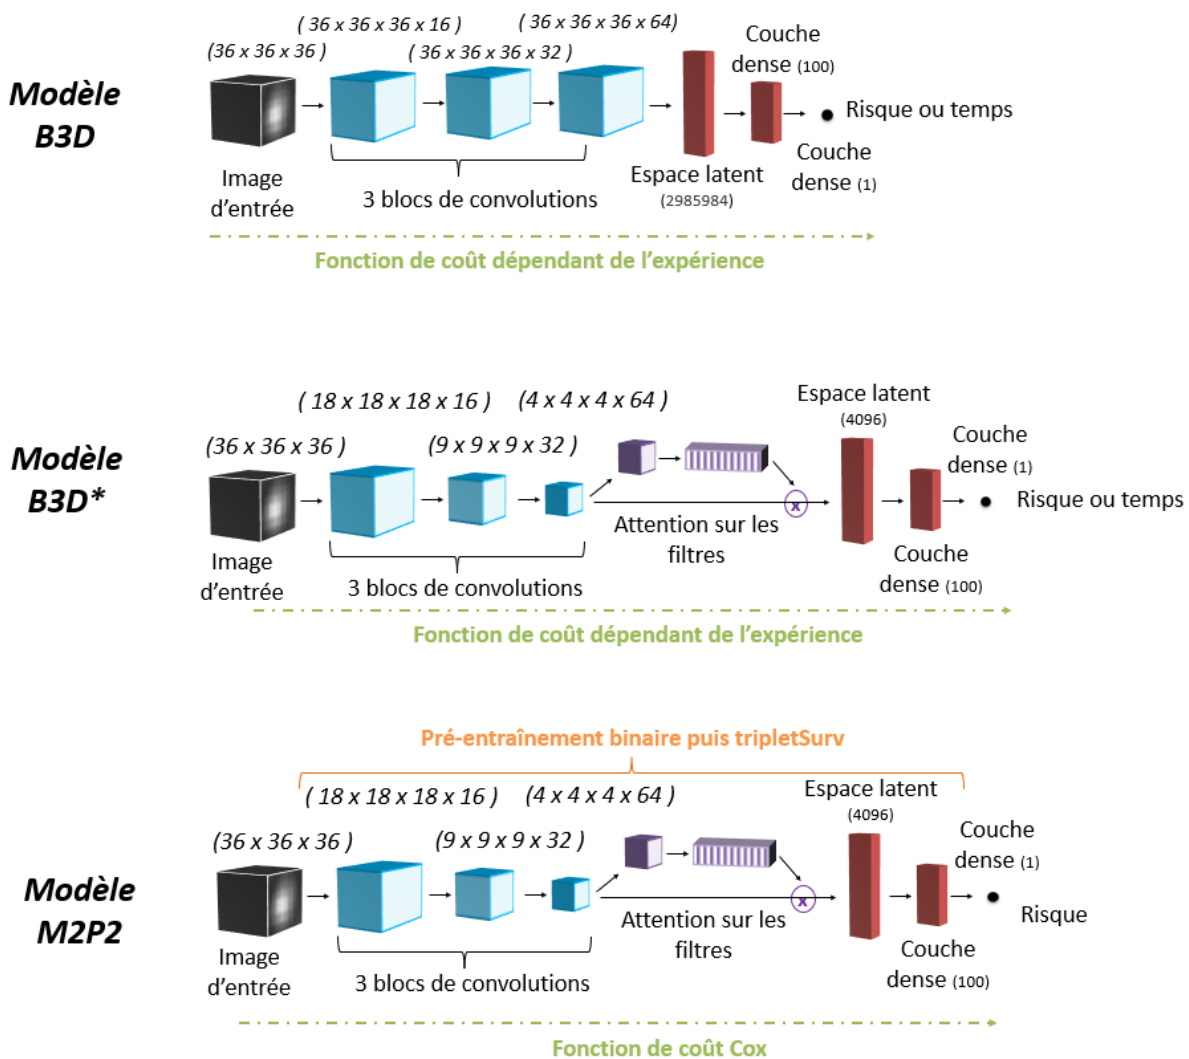 ( 36 x 36 x 36 x 16 )
(36 x 36 x 36 x 64)
(36 x 36 x 36)
(36 x 36 x 36 x 32)
Couche
dense (100)
Modèle
B3D
Risque ou temps
Couche
dense (1)
Image
d'entrée
3 blocs de convolutions
Espace latent
(2985984)
Fonction de coût dépendant de l'expérience
( 18 x 18 x 18 x 16 )
(4 x 4 x 4 x 64 )
Espace latent
(4096)
(36 x 36 x 36 )
(9 x 9 x 9 x 32 )
Couche
dense (1)
Modèle
B3D*
x
Risque ou temps
Attention sur les
filtres
Image
d'entrée
3 blocs de convolutions
Couche
dense (100)
Fonction de coût dépendant de l'expérience
Pré-entraînement binaire puis tripletSurv
( 18 x 18 x 18 x 16 )
(4 x 4 x 4 x 64 )
Espace latent
(4096)
(36 x 36 x 36 )
(9 x 9 x 9 x 32 )
Couche
dense (1)
Modèle
M2P2
x
Risque
Attention sur les
filtres
Image
d'entrée
3 blocs de convolutions
Couche
dense (100)
Fonction de coût Cox